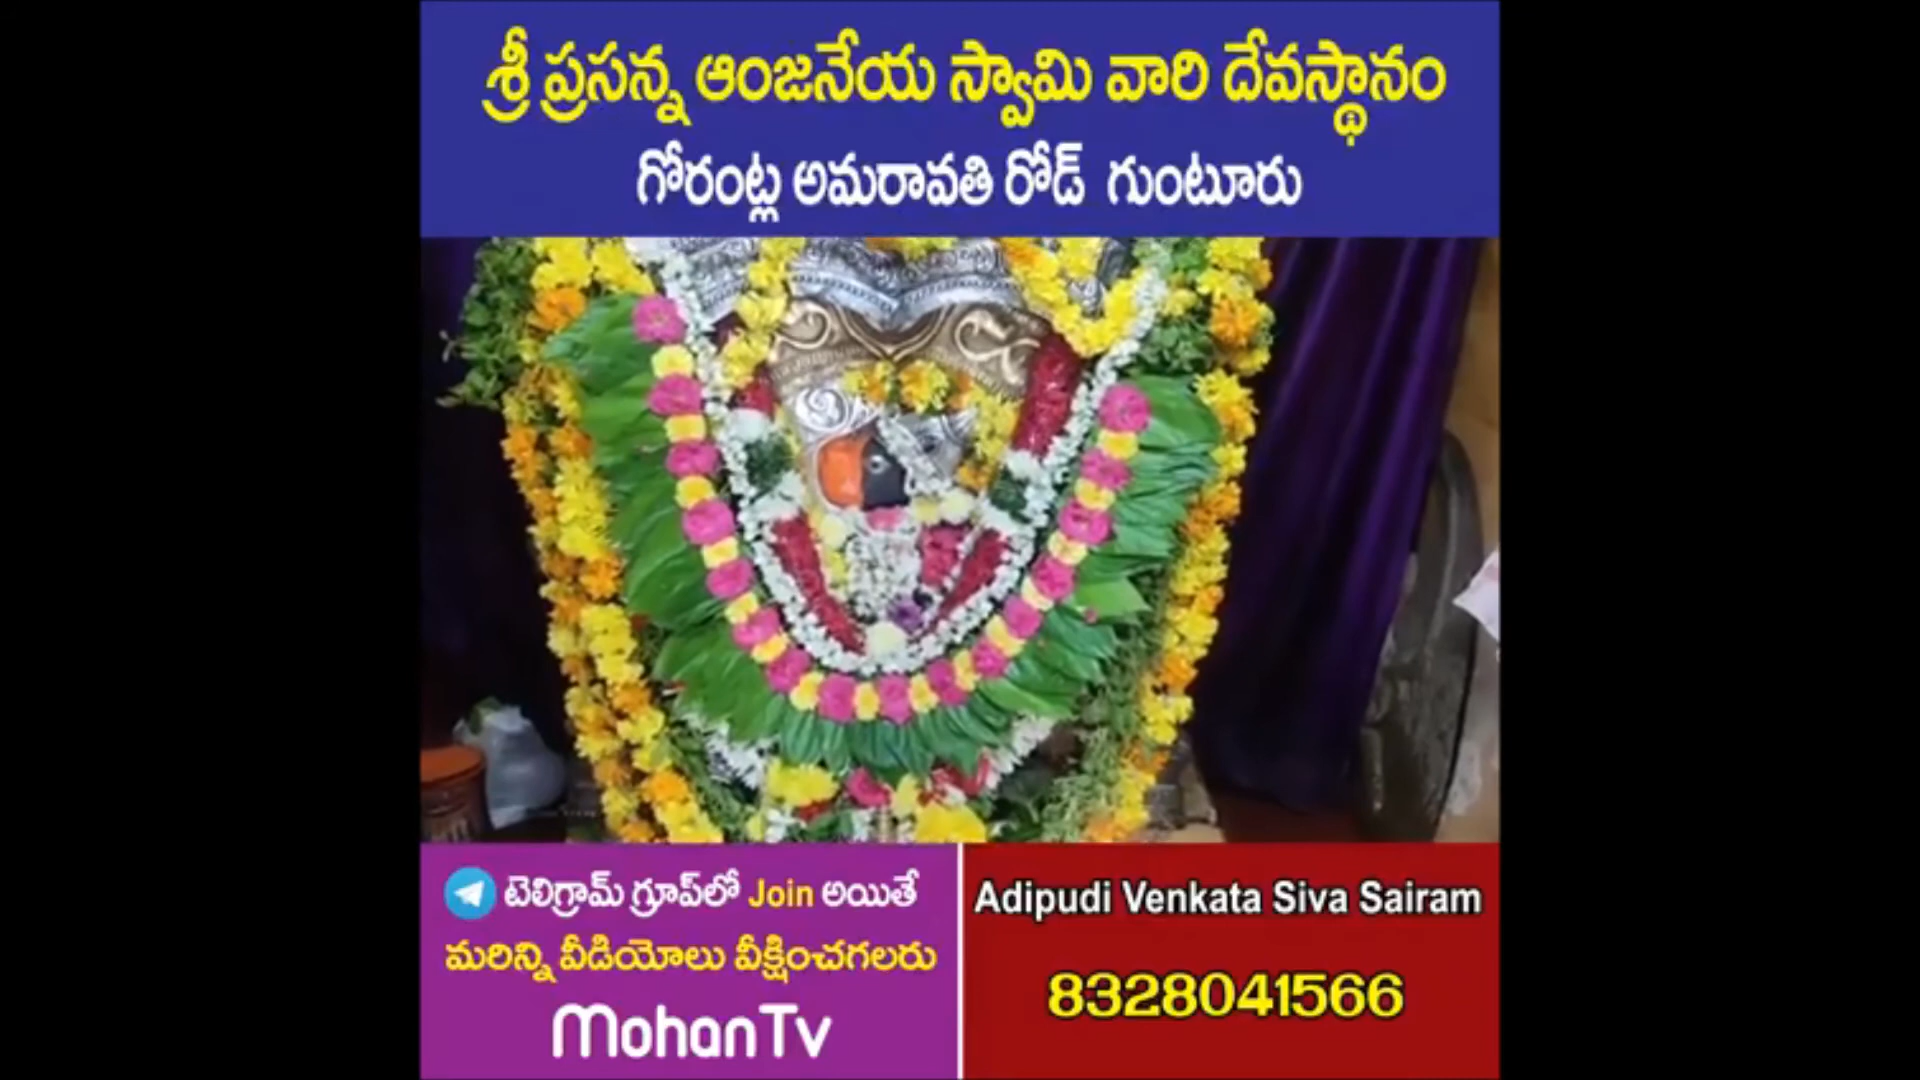 శ్రీ ప్రసన్న ఆంజనేయ స్వామి వారి దేవస్థానం
గోరంట్ల అమరావతి రోడ్ గుంటూరు
టెలిగ్రామ్ గ్రూప్‌లో Join అయితే
మరిన్ని వీడియోలు వీక్షించగలరు
MohanTv
Adipudi Venkata Siva Sairam
8328041566